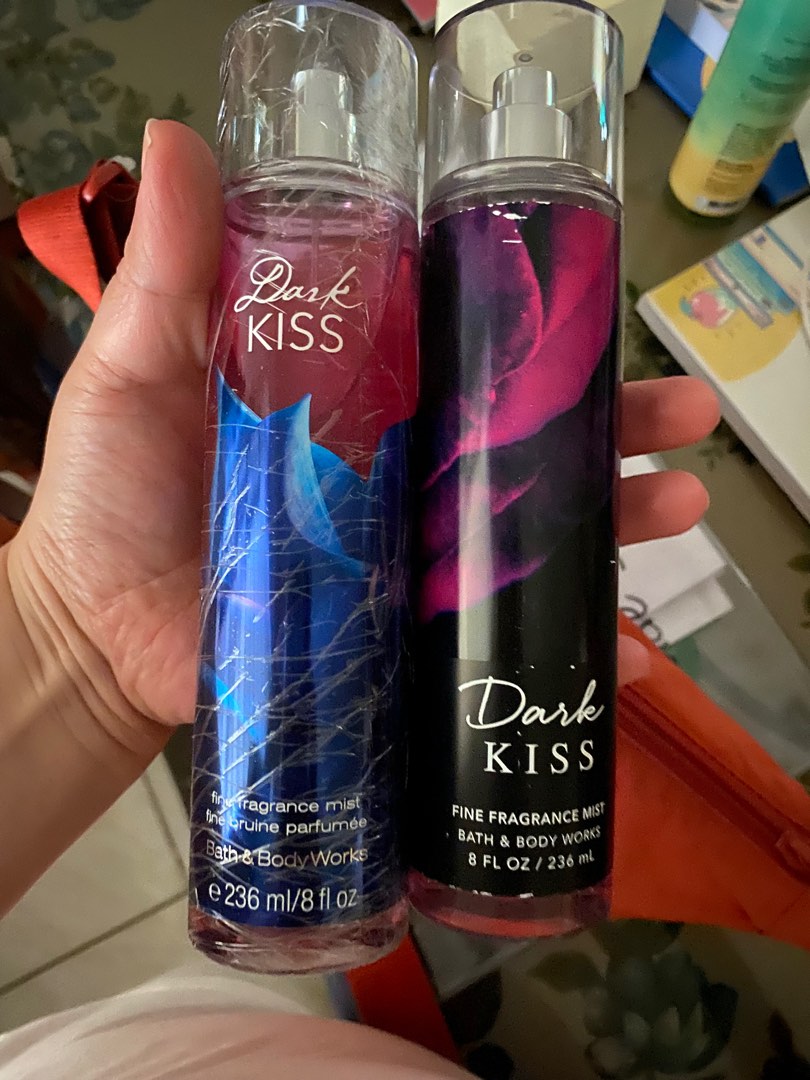 Dark
KISS
fine fragrance mist
fine bruine parfumée
Bath & Body Works
e 236 ml/8 fl oz
Dark
KISS
FINE FRAGRANCE MIST
BATH & BODY WORKS
8 FL OZ / 236 mL